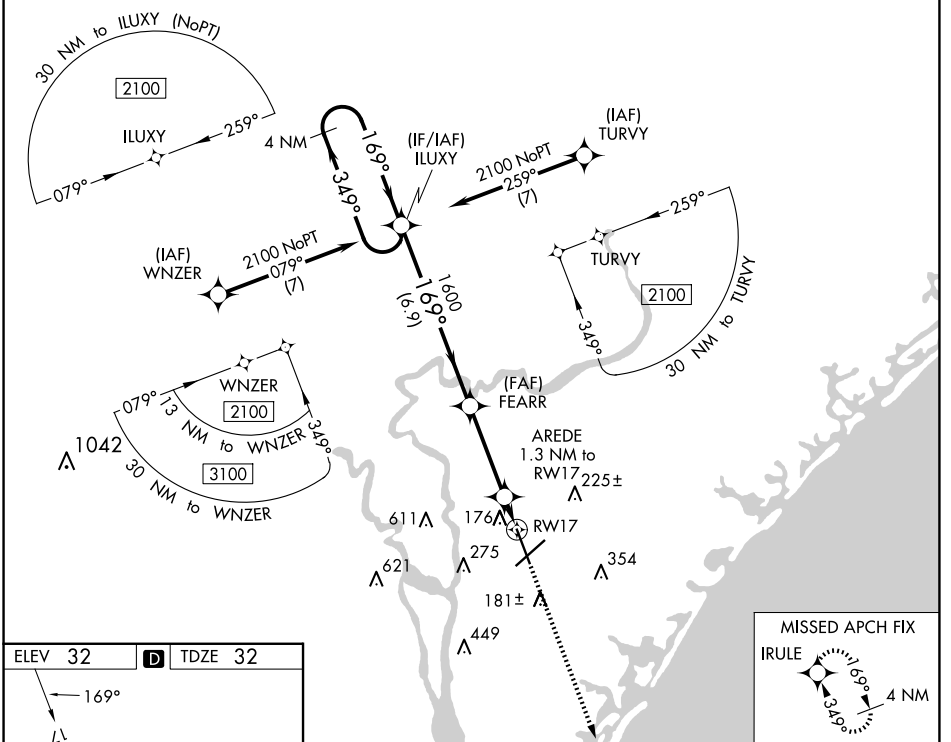 30 NM to ILUXY (NoPT)
2100
ILUXY
259°
079°
4 NM
169°
349°
(IF/IAF)
ILUXY
(IAF)
TURVY
2100 NoPT
259°
(7)
(IAF)
WNZER
2100 NoPT
079°
(7)
1600
169°
(6.9)
259°
TURVY
2100
349°
30 NM to TURVY
WNZER
079°
2100
13 NM to WNZER
349°
3100
30 NM to WNZER
1042
(FAF)
FEARR
AREDE
1.3 NM to
RW17
225±
611
176
RW17
275
354
621
181±
449
MISSED APCH FIX
IRULE
169°
349°
4 NM
ELEV 32
D
TDZE 32
169°